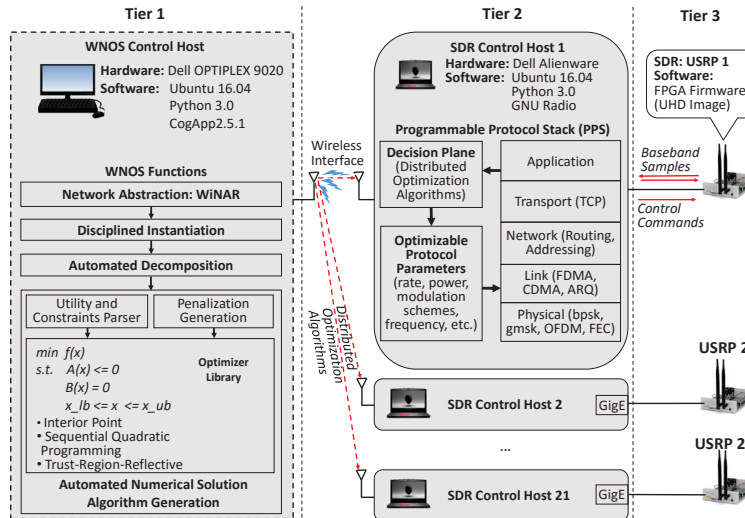 Tier 1
Tier 2
Tier 3
WNOS Control Host
Hardware: Dell OPTIPLEX 9020
Software: Ubuntu 16.04
Python 3.0
CogApp2.5.1
WNOS Functions
Network Abstraction: WiNAR
Disciplined Instantiation
Automated Decomposition
Utility and
Constraints Parser
Penalization
Generation
min f(x)
s.t. A(x) <= 0
B(x) = 0
x_lb <= x <= x_ub
Optimizer
Library
• Interior Point
• Sequential Quadratic
Programming
• Trust-Region-Reflective
Automated Numerical Solution
Algorithm Generation
Wireless
Interface
Distributed
Optimization
Algorithms
SDR Control Host 1
Hardware: Dell Alienware
Software: Ubuntu 16.04
Python 3.0
GNU Radio
Programmable Protocol Stack (PPS)
Decision Plane
(Distributed
Optimization
Algorithms)
Optimizable
Protocol
Parameters
(rate, power,
modulation
schemes,
frequency, etc.)
Application
Transport (TCP)
Network (Routing,
Addressing)
Link (FDMA,
CDMA, ARQ)
Physical (bpsk,
gmsk, OFDM, FEC)
SDR Control Host 2
GigE
...
SDR Control Host 21
GigE
SDR: USRP 1
Software:
FPGA Firmware
(UHD Image)
Baseband
Samples
Control
Commands
USRP 2
USRP 2